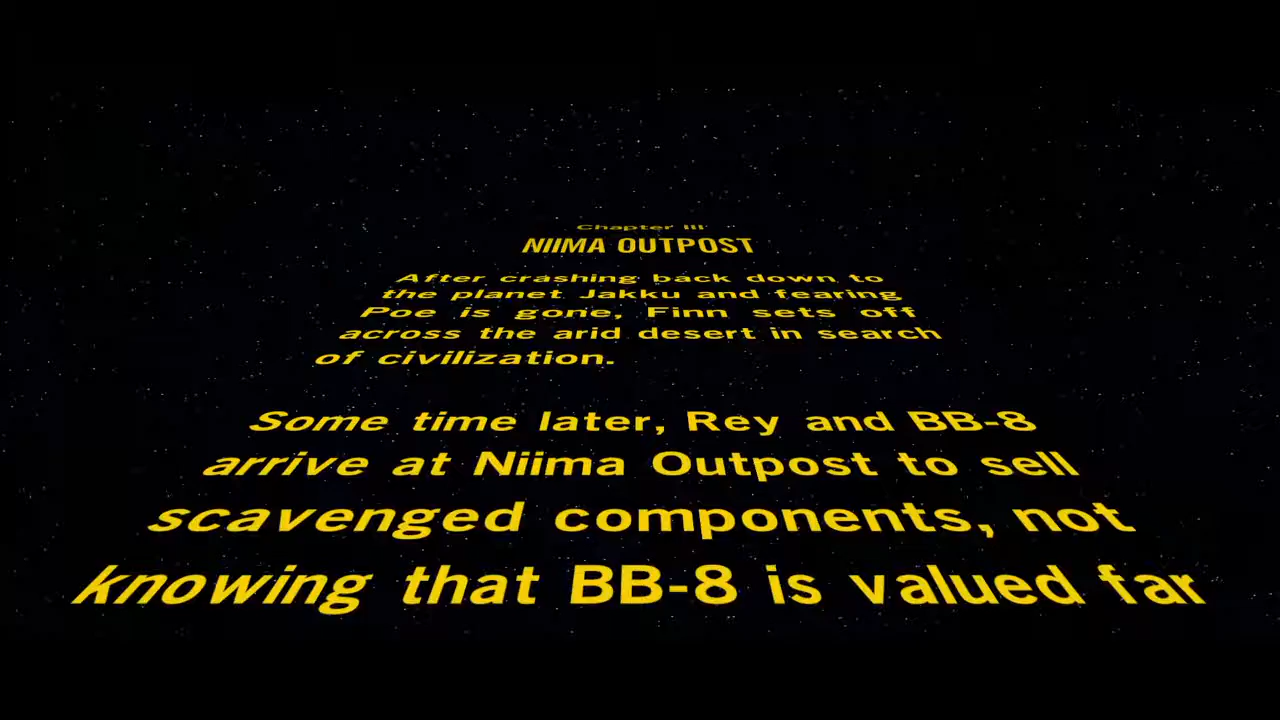 Chapter III
NIIMA OUTPOST
After crashing back down to
the planet Jakku and fearing
Poe is gone, Finn sets off
across the arid desert in search
of civilization.
Some time later, Rey and BB-8
arrive at Niima Outpost to sell
scavenged components, not
knowing that BB-8 is valued far